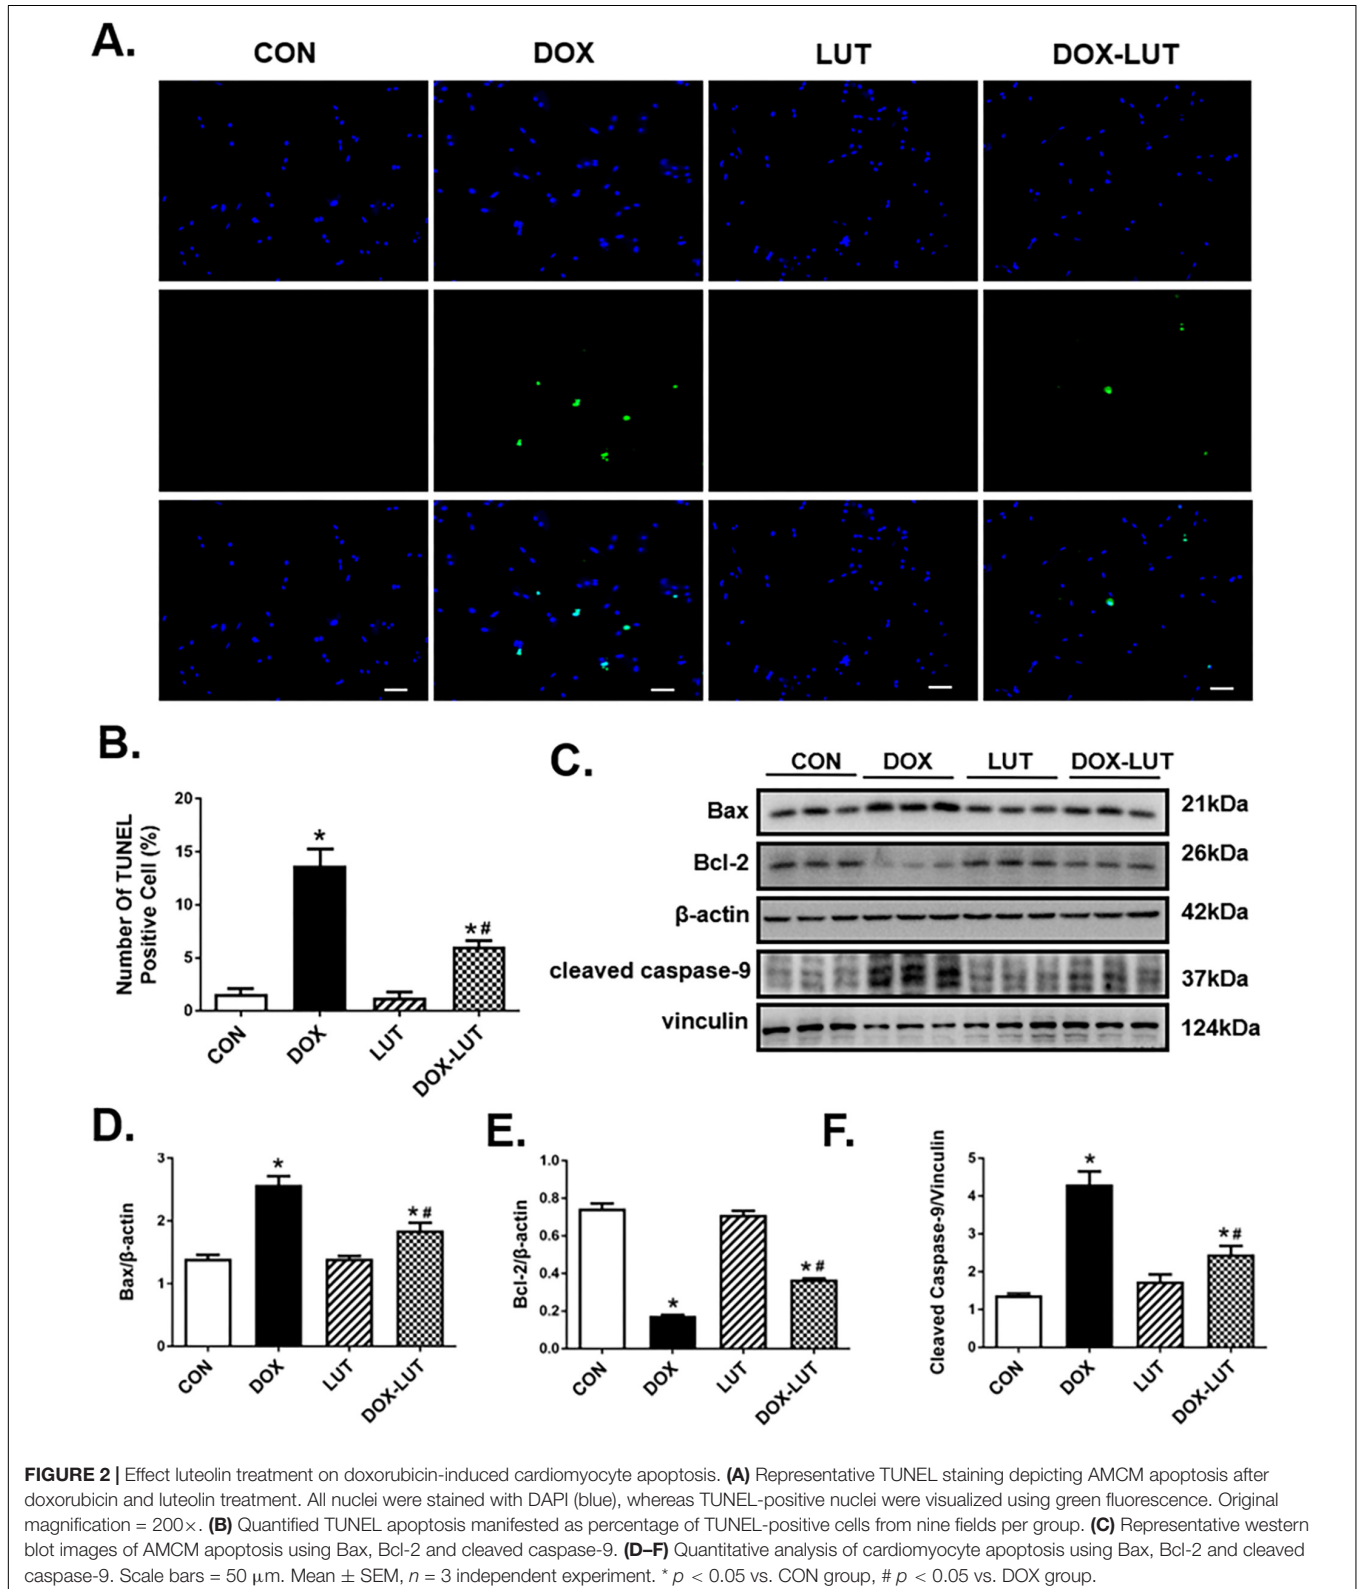 A.
CON DOX LUT DOX-LUT
B.
Number Of TUNEL
Positive Cell (%)
20
15
10
5
0
*
* #
CON DOX LUT DOX-LUT
C.
CON DOX LUT DOX-LUT
Bax 21kDa
Bcl-2 26kDa
β-actin 42kDa
cleaved caspase-9 37kDa
vinculin 124kDa
D.
Bax/β-actin
3
2
1
0
*
* #
CON DOX LUT DOX-LUT
E.
Bcl-2/β-actin
1.0
0.8
0.6
0.4
0.2
0.0
*
* #
CON DOX LUT DOX-LUT
F.
Cleaved Caspase-9/Vinculin
5
4
3
2
1
0
*
* #
CON DOX LUT DOX-LUT
FIGURE 2 | Effect luteolin treatment on doxorubicin-induced cardiomyocyte apoptosis. (A) Representative TUNEL staining depicting AMCM apoptosis after
doxorubicin and luteolin treatment. All nuclei were stained with DAPI (blue), whereas TUNEL-positive nuclei were visualized using green fluorescence. Original
magnification = 200×. (B) Quantified TUNEL apoptosis manifested as percentage of TUNEL-positive cells from nine fields per group. (C) Representative western
blot images of AMCM apoptosis using Bax, Bcl-2 and cleaved caspase-9. (D–F) Quantitative analysis of cardiomyocyte apoptosis using Bax, Bcl-2 and cleaved
caspase-9. Scale bars = 50 μm. Mean ± SEM, n = 3 independent experiment. * p < 0.05 vs. CON group, # p < 0.05 vs. DOX group.